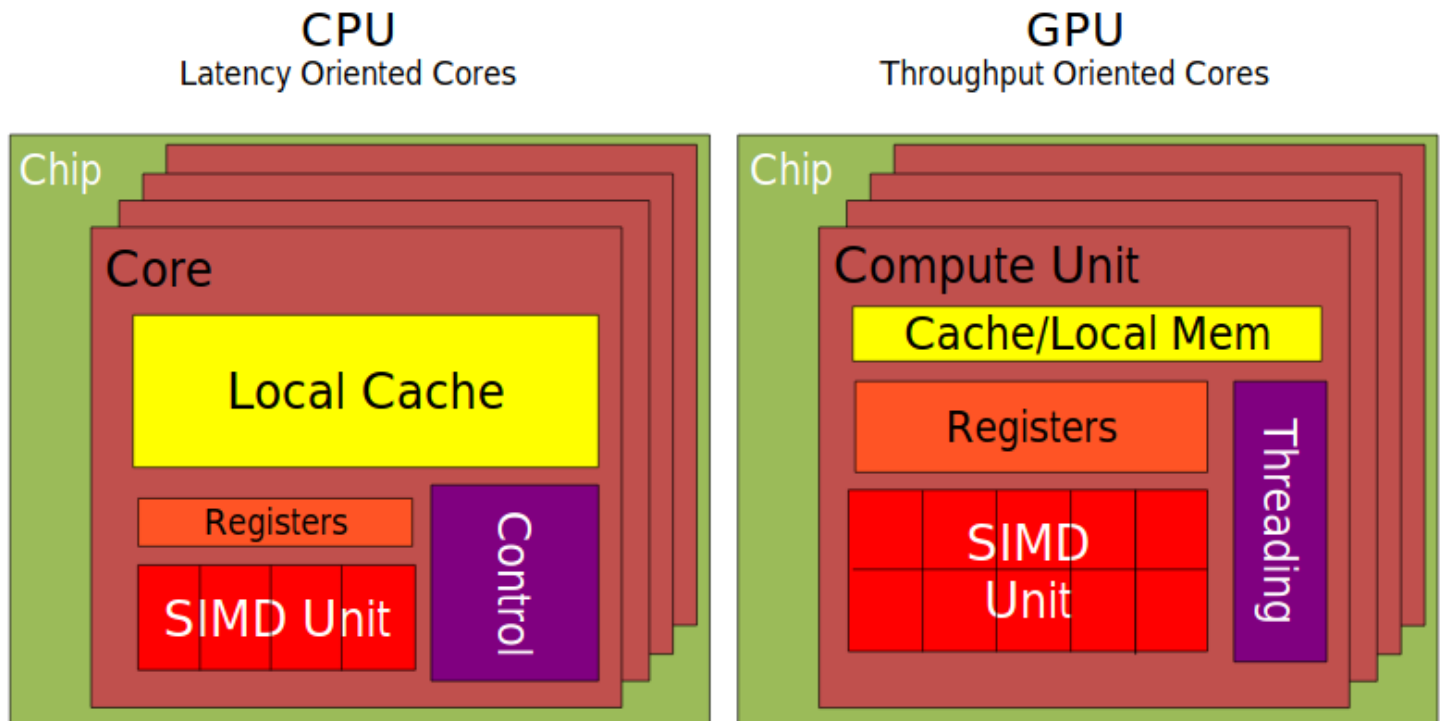 CPU
Latency Oriented Cores
Chip
Core
Local Cache
Registers
SIMD Unit
Control
GPU
Throughput Oriented Cores
Chip
Compute Unit
Cache/Local Mem
Registers
SIMD
Unit
Threading